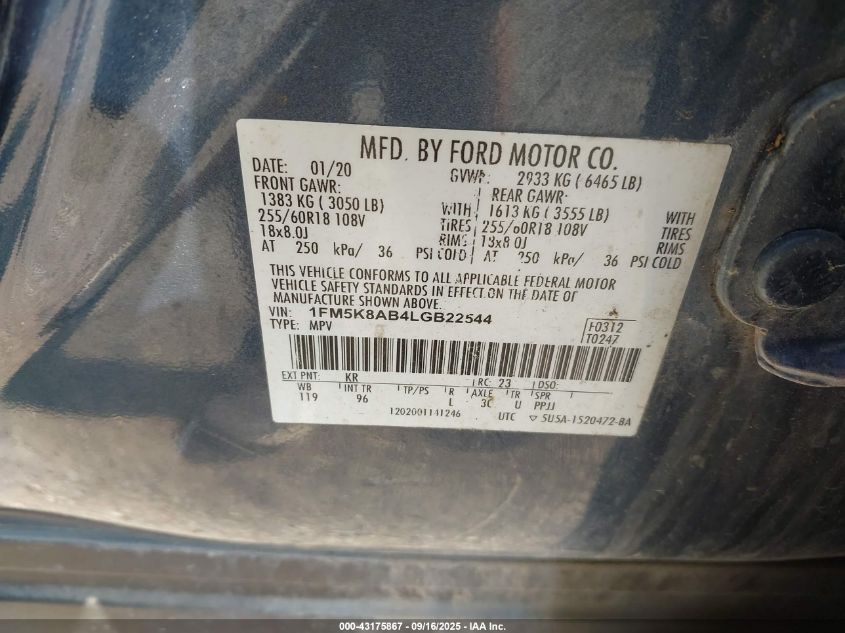 MFD. BY FORD MOTOR CO.
DATE: 01/20 GVWR: 2933 KG ( 6465 LB)
FRONT GAWR: REAR GAWR:
1383 KG ( 3050 LB) WITH 1613 KG ( 3555 LB) WITH
255/60R18 108V TIRES 255/60R18 108V TIRES
18x8.0J RIMS 18x8.0J RIMS
AT 250 kPa/ 36 PSI COLD AT 250 kPa/ 36 PSI COLD
THIS VEHICLE CONFORMS TO ALL APPLICABLE FEDERAL MOTOR
VEHICLE SAFETY STANDARDS IN EFFECT ON THE DATE OF
MANUFACTURE SHOWN ABOVE.
VIN: 1FM5K8AB4LGB22544 F0312
TYPE: MPV T0247
EXT PNT: KR RC: 23 DSO:
WB INT TR TP/PS R AXLE TR SPR
119 96 L 3C U PPJJ
1202001141246 UTC ▽ 5U5A-1520472-BA
000-43175867 - 09/16/2025 - IAA Inc.